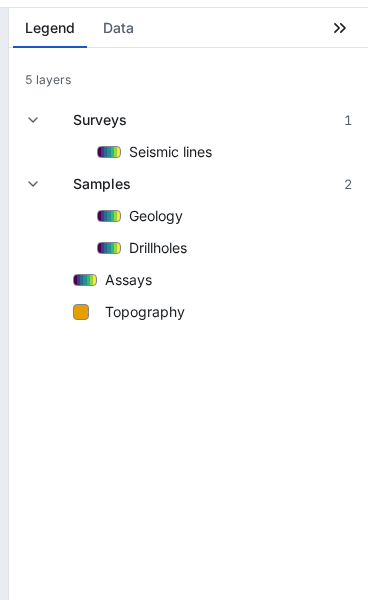 Legend Data
5 layers
Surveys 1
Seismic lines
Samples 2
Geology
Drillholes
Assays
Topography